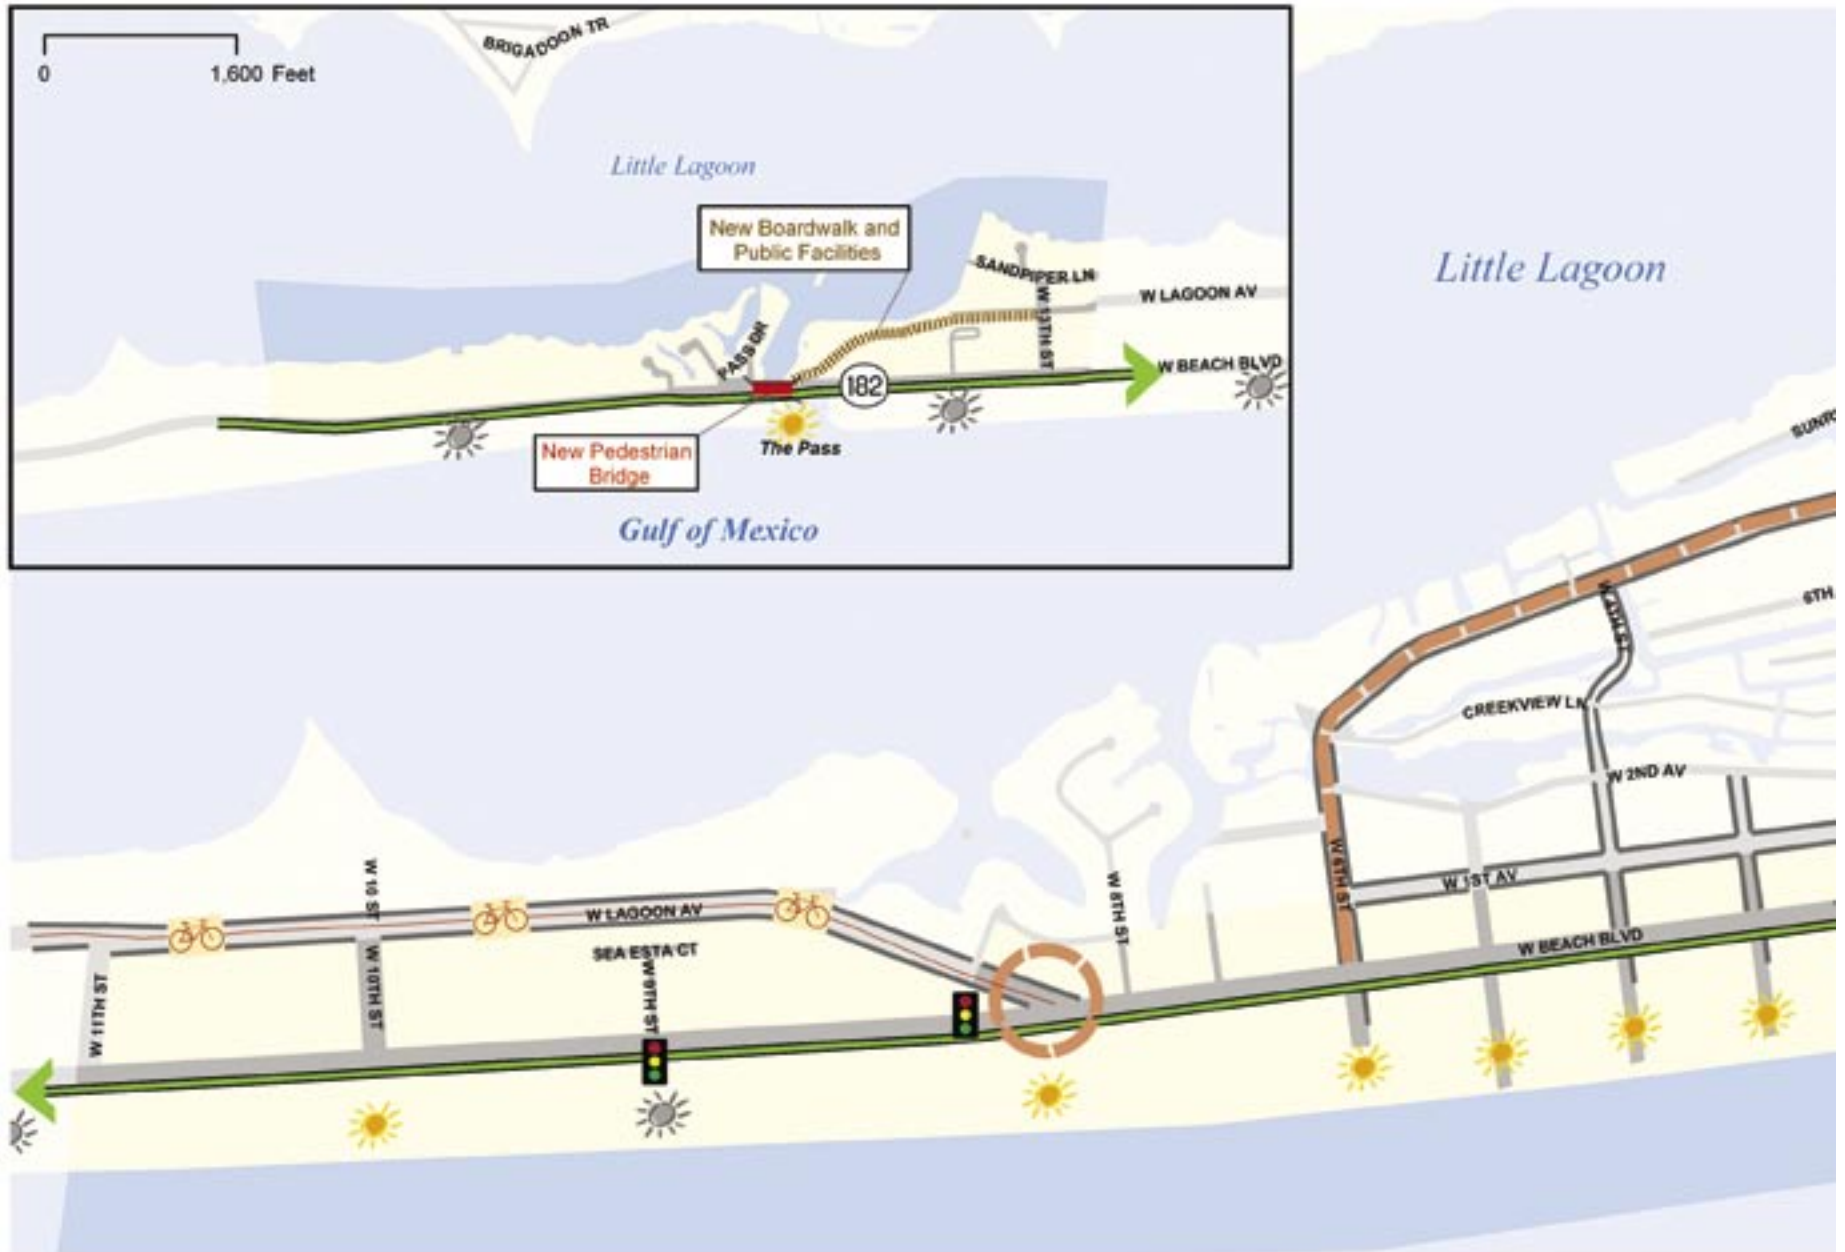 BRIGADOON TR
0
1,600 Feet
Little Lagoon
New Boardwalk and
Public Facilities
SANDPIPER LN
W LAGOON AV
W 13TH ST
PASS DR
W BEACH BLVD
182
New Pedestrian
Bridge
The Pass
Gulf of Mexico
Little Lagoon
W 4TH ST
6TH
CREEKVIEW LN
W 2ND AV
W 6TH ST
W 1ST AV
W 10 ST
W LAGOON AV
W 8TH ST
W BEACH BLVD
SEA ESTA CT
W 11TH ST
W 10TH ST
W 9TH ST